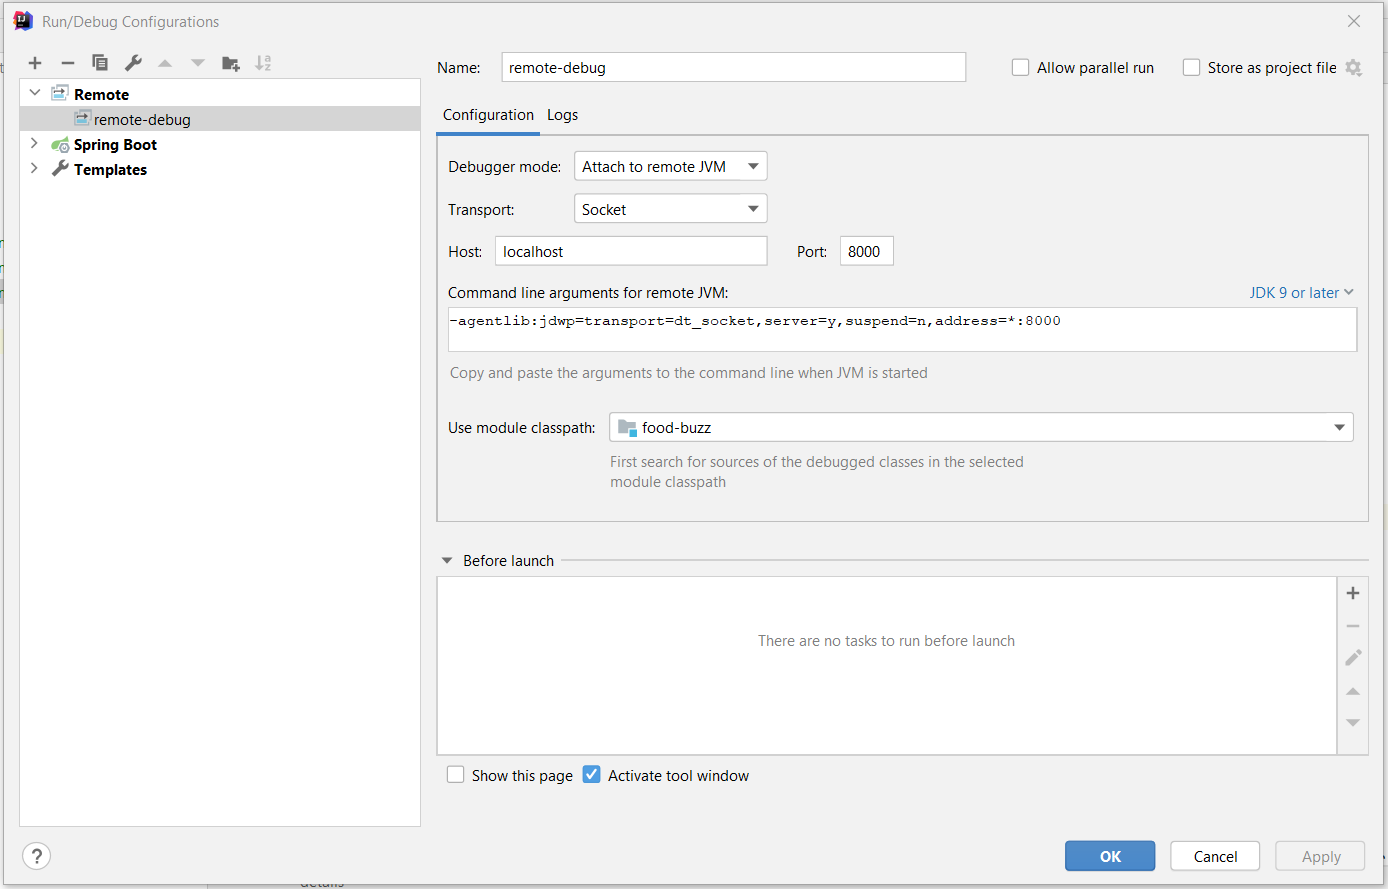 Run/Debug Configurations
Remote
remote-debug
Spring Boot
Templates
Name: remote-debug Allow parallel run Store as project file
Configuration Logs
Debugger mode: Attach to remote JVM
Transport: Socket
Host: localhost Port: 8000
Command line arguments for remote JVM: JDK 9 or later
-agentlib:jdwp=transport=dt_socket,server=y,suspend=n,address=*:8000
Copy and paste the arguments to the command line when JVM is started
Use module classpath: food-buzz
First search for sources of the debugged classes in the selected
module classpath
Before launch
There are no tasks to run before launch
Show this page Activate tool window
? OK Cancel Apply
details